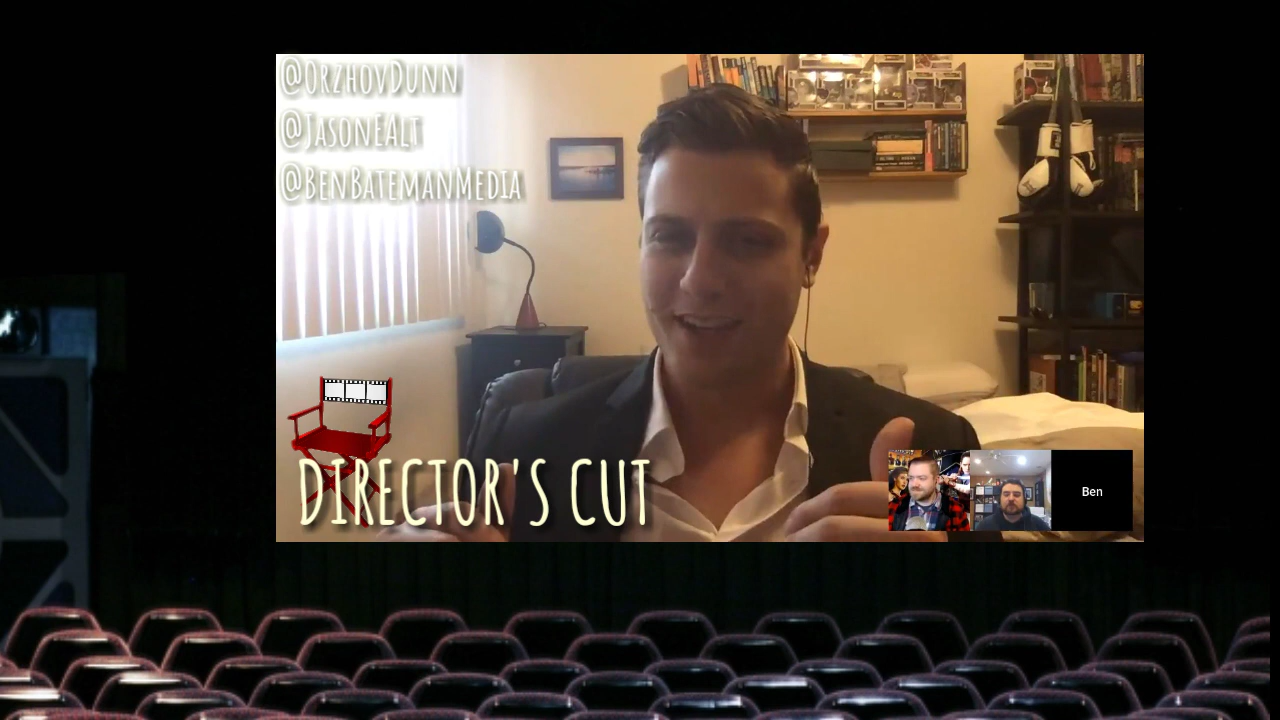 @OrzhovDunn
@JasonEAlt
@BenBatemanMedia
DIRECTOR'S CUT
Ben